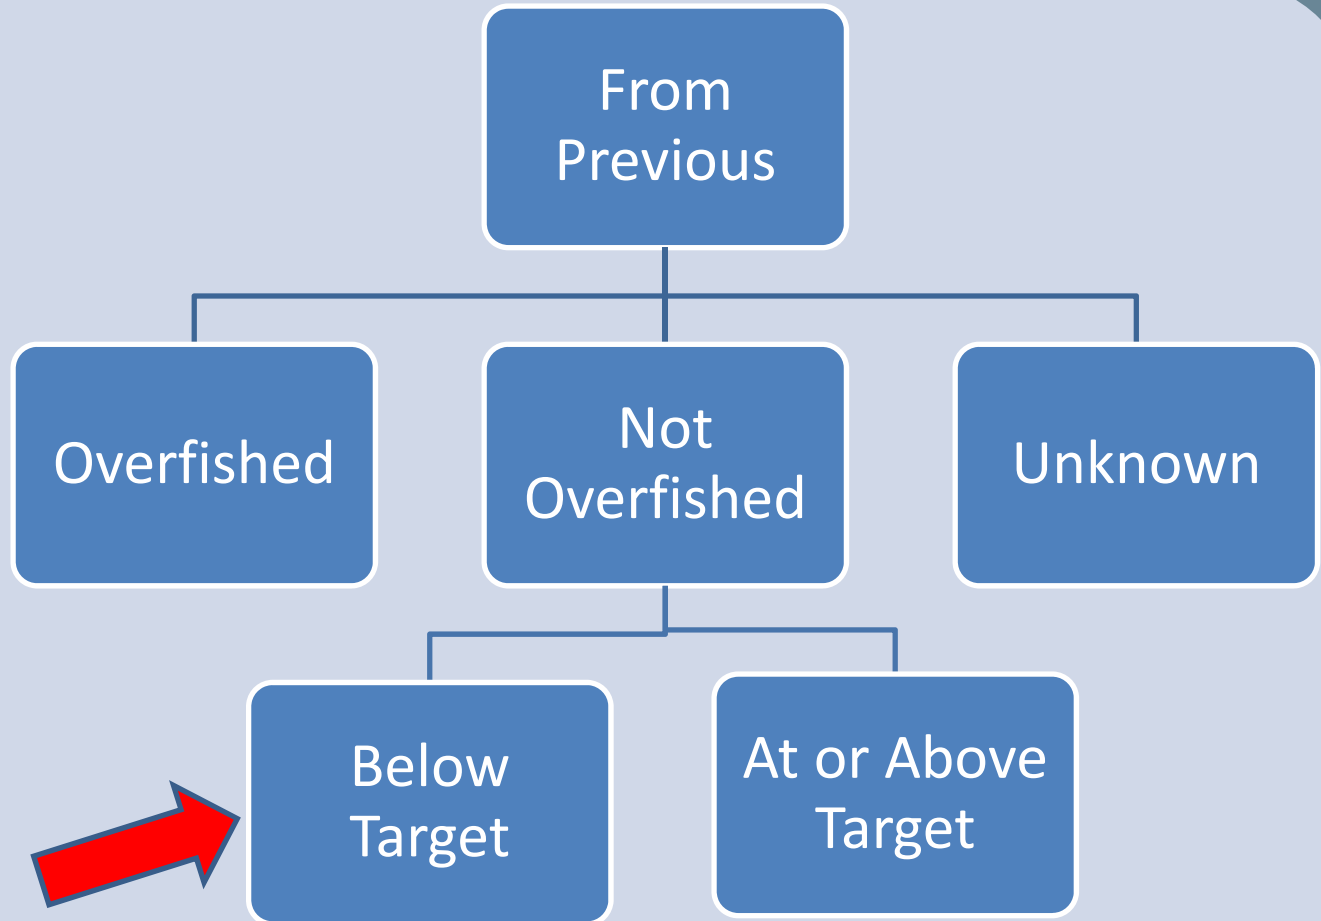 From
Previous
Overfished
Not
Overfished
Unknown
Below
Target
At or Above
Target